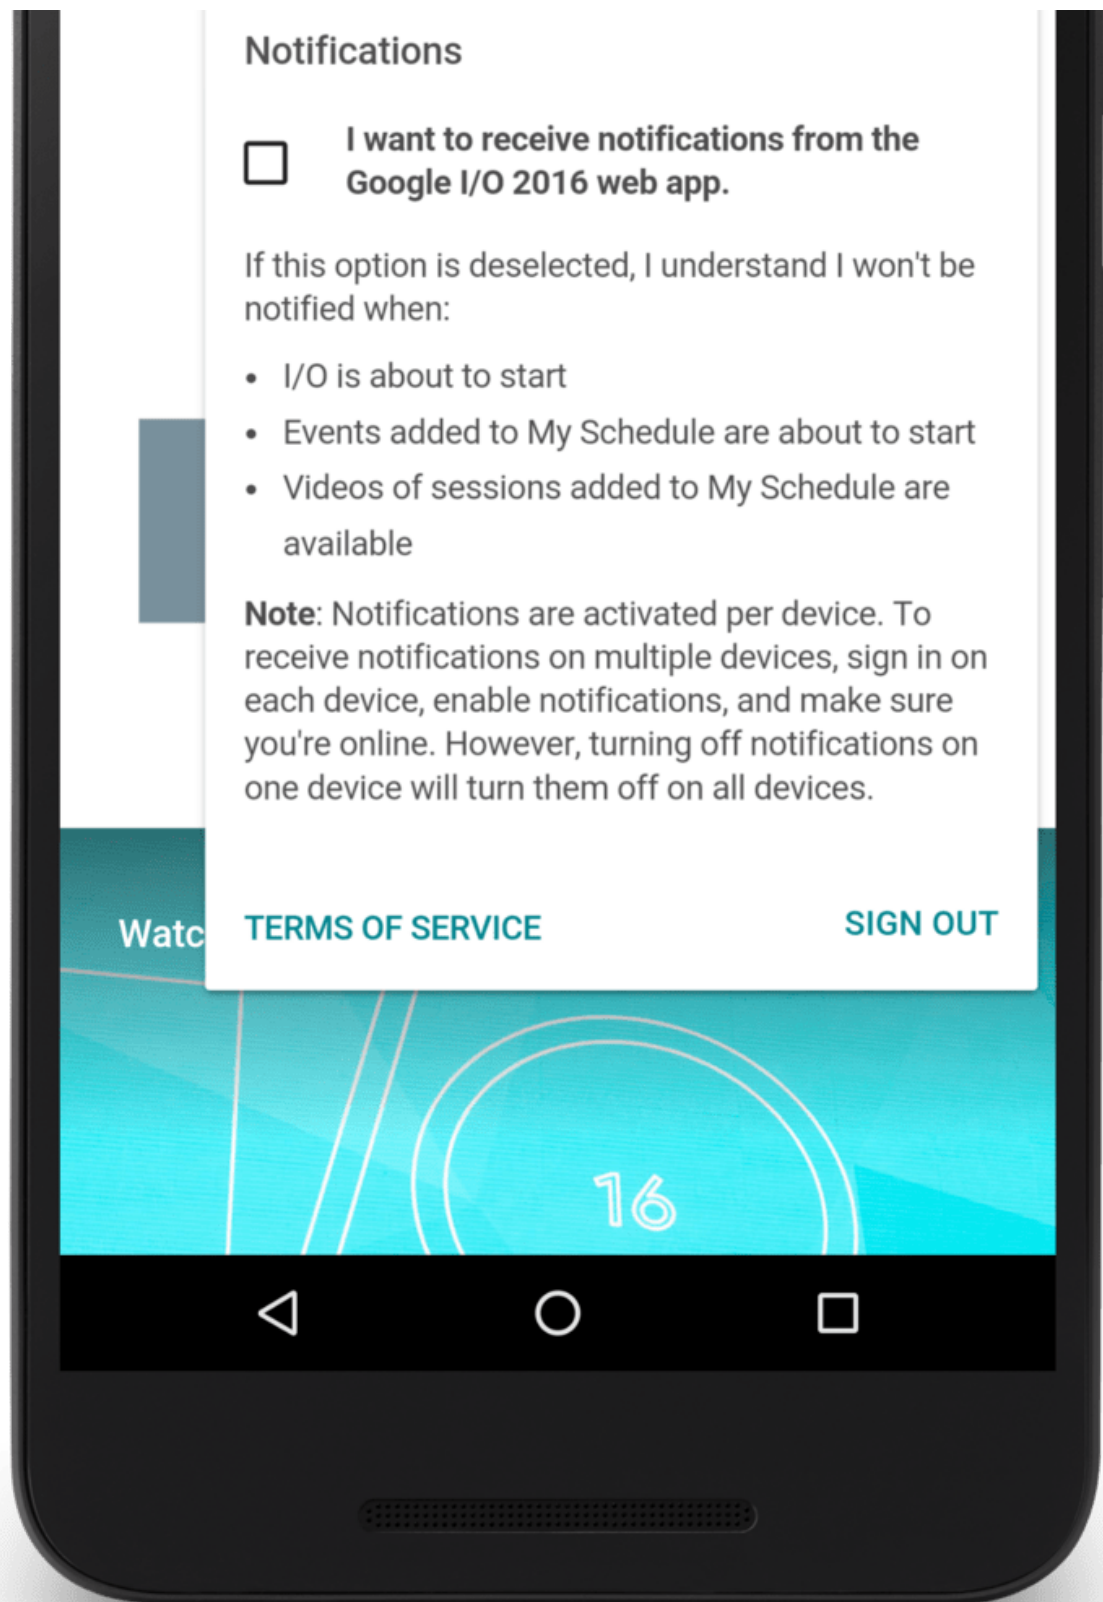 Notifications
I want to receive notifications from the
Google I/O 2016 web app.
If this option is deselected, I understand I won't be
notified when:
• I/O is about to start
• Events added to My Schedule are about to start
• Videos of sessions added to My Schedule are
available
Note: Notifications are activated per device. To
receive notifications on multiple devices, sign in on
each device, enable notifications, and make sure
you're online. However, turning off notifications on
one device will turn them off on all devices.
Watc
TERMS OF SERVICE
SIGN OUT
16